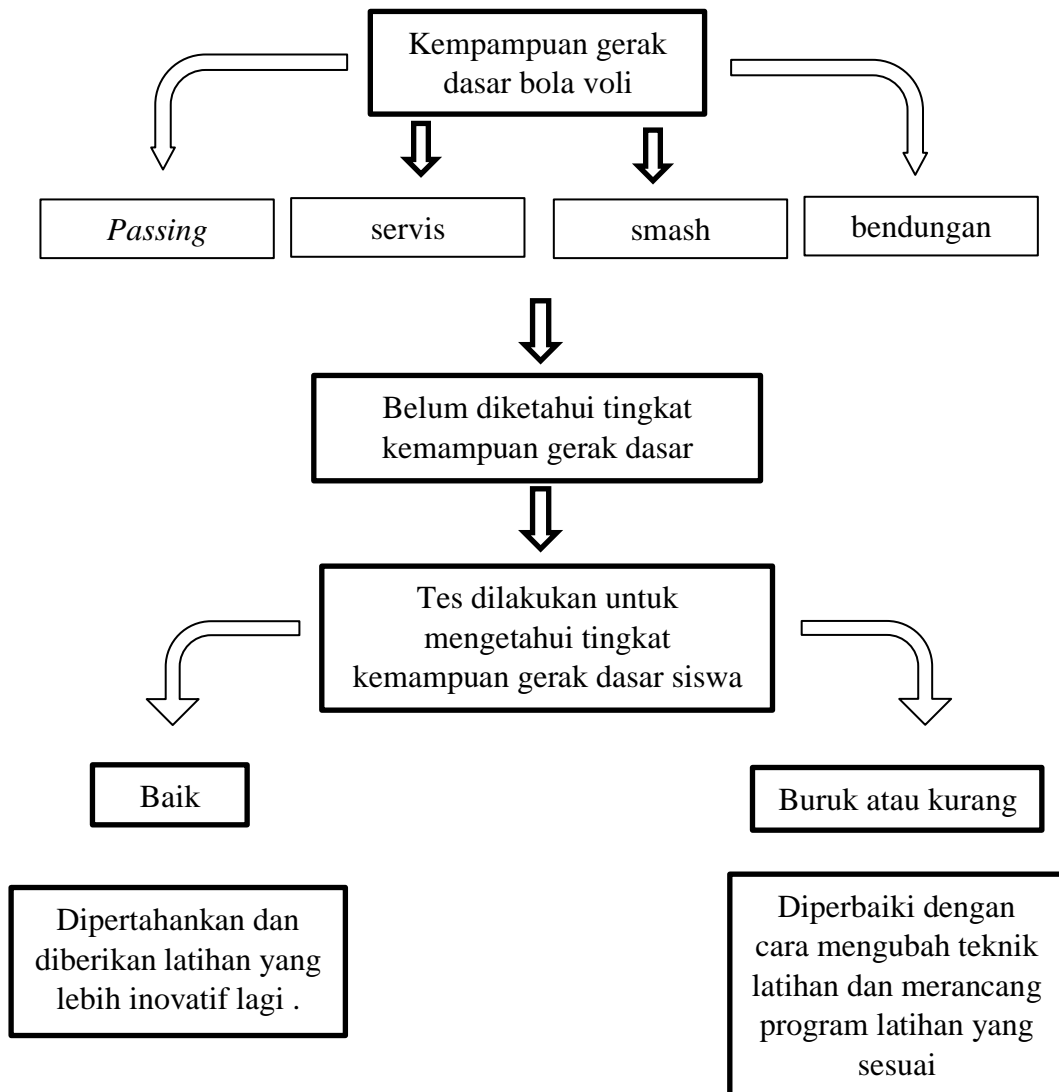 Kempampuan gerak
dasar bola voli
Passing
servis
smash
bendungan
Belum diketahui tingkat
kemampuan gerak dasar
Tes dilakukan untuk
mengetahui tingkat
kemampuan gerak dasar siswa
Baik
Buruk atau kurang
Dipertahankan dan
diberikan latihan yang
lebih inovatif lagi .
Diperbaiki dengan
cara mengubah teknik
latihan dan merancang
program latihan yang
sesuai